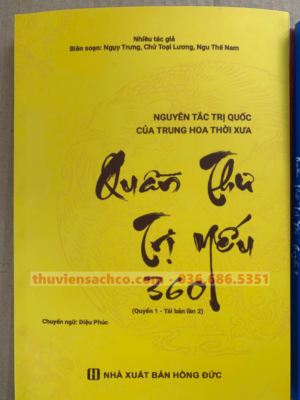 Nhiều tác giả
Biên soạn: Ngụy Trưng, Chử Toại Lương, Ngu Thế Nam
NGUYÊN TẮC TRỊ QUỐC
CỦA TRUNG HOA THỜI XƯA
Quần Thư
Trị Yếu
360
thuviensachco.com - 936.686.5351
(Quyển 1 - Tái bản lần 2)
Chuyển ngữ: Diệu Phúc
NHÀ XUẤT BẢN HỒNG ĐỨC